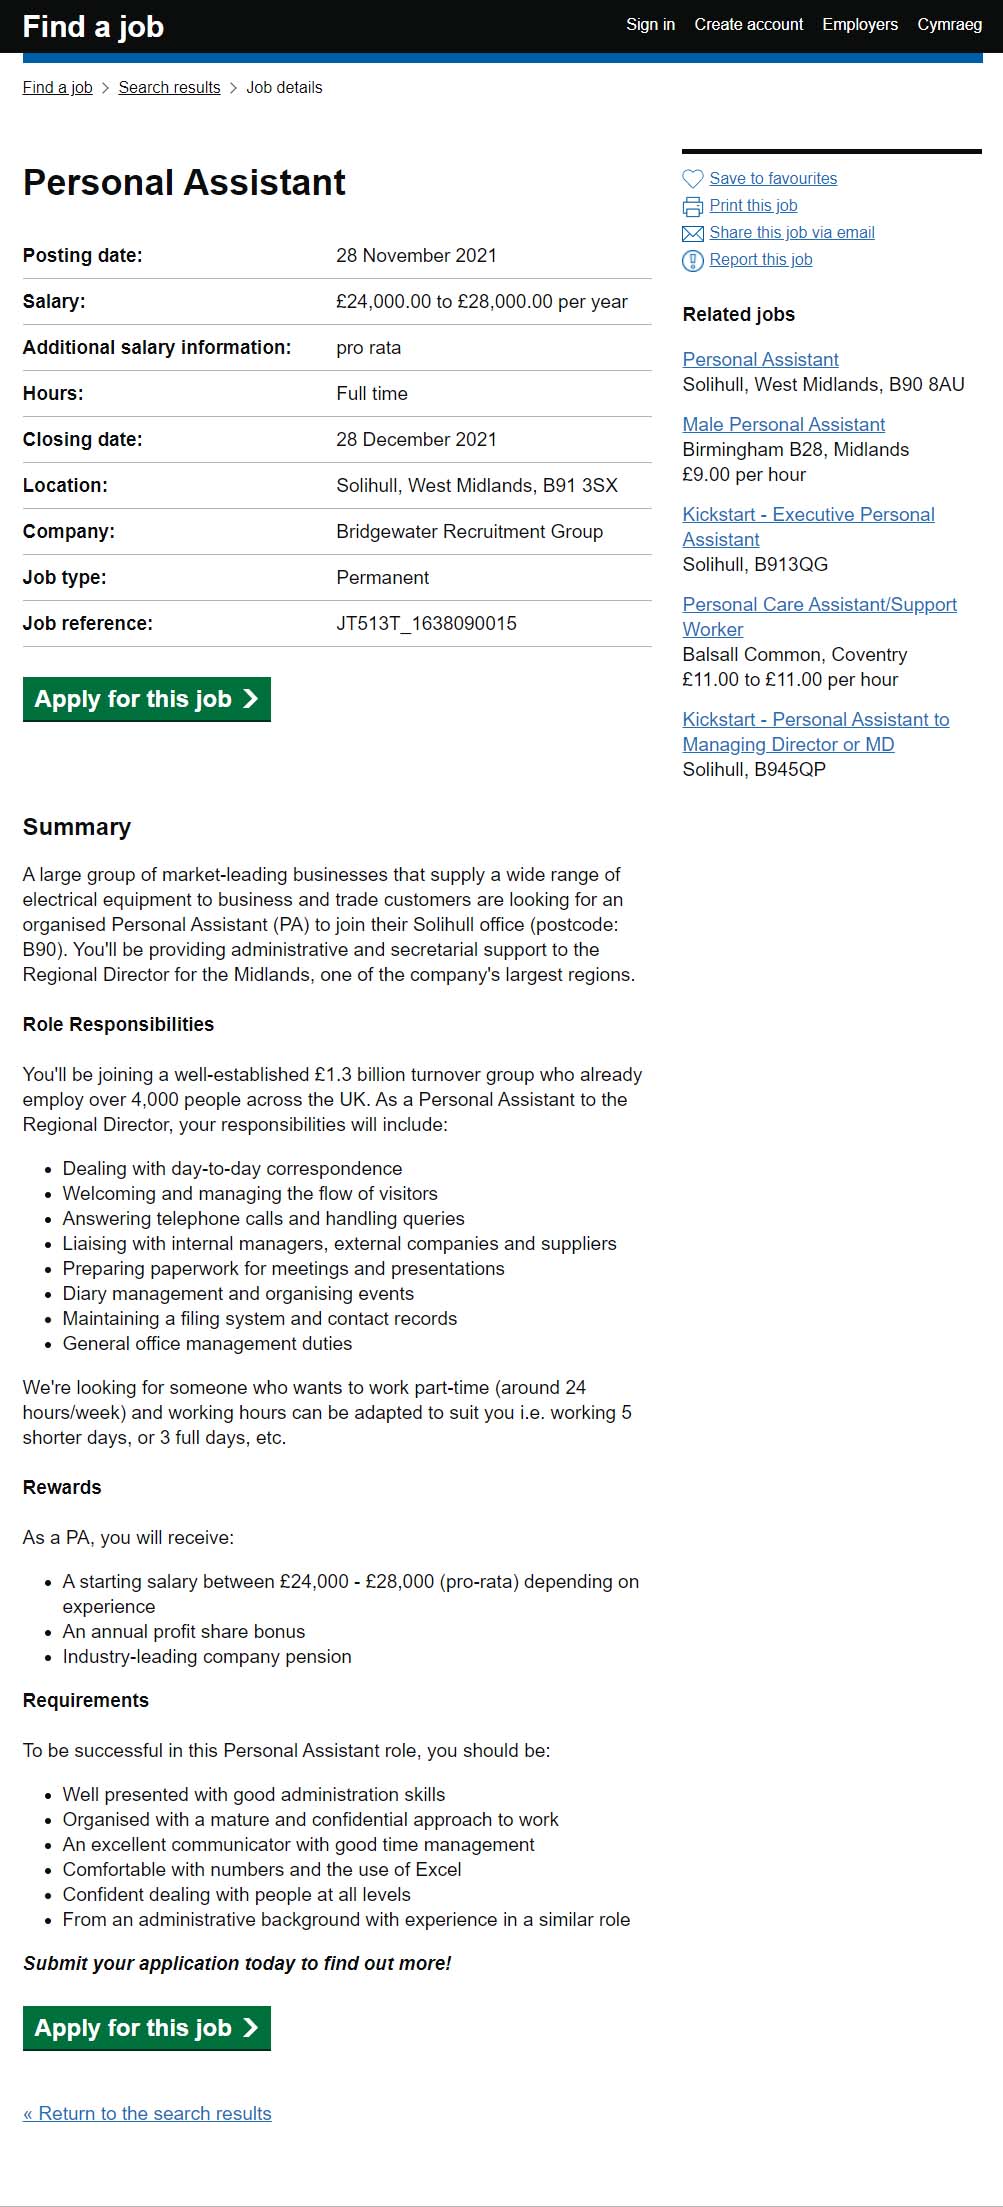 Find a job
Sign in Create account Employers Cymraeg
Find a job > Search results > Job details
Personal Assistant
Posting date: 28 November 2021
Salary: £24,000.00 to £28,000.00 per year
Additional salary information: pro rata
Hours: Full time
Closing date: 28 December 2021
Location: Solihull, West Midlands, B91 3SX
Company: Bridgewater Recruitment Group
Job type: Permanent
Job reference: JT513T_1638090015
Apply for this job
Save to favourites
Print this job
Share this job via email
Report this job
Related jobs
Personal Assistant
Solihull, West Midlands, B90 8AU
Male Personal Assistant
Birmingham B28, Midlands
£9.00 per hour
Kickstart - Executive Personal
Assistant
Solihull, B913QG
Personal Care Assistant/Support
Worker
Balsall Common, Coventry
£11.00 to £11.00 per hour
Kickstart - Personal Assistant to
Managing Director or MD
Solihull, B945QP
Summary
A large group of market-leading businesses that supply a wide range of
electrical equipment to business and trade customers are looking for an
organised Personal Assistant (PA) to join their Solihull office (postcode:
B90). You'll be providing administrative and secretarial support to the
Regional Director for the Midlands, one of the company's largest regions.
Role Responsibilities
You'll be joining a well-established £1.3 billion turnover group who already
employ over 4,000 people across the UK. As a Personal Assistant to the
Regional Director, your responsibilities will include:
• Dealing with day-to-day correspondence
• Welcoming and managing the flow of visitors
• Answering telephone calls and handling queries
• Liaising with internal managers, external companies and suppliers
• Preparing paperwork for meetings and presentations
• Diary management and organising events
• Maintaining a filing system and contact records
• General office management duties
We're looking for someone who wants to work part-time (around 24
hours/week) and working hours can be adapted to suit you i.e. working 5
shorter days, or 3 full days, etc.
Rewards
As a PA, you will receive:
• A starting salary between £24,000 - £28,000 (pro-rata) depending on
experience
• An annual profit share bonus
• Industry-leading company pension
Requirements
To be successful in this Personal Assistant role, you should be:
• Well presented with good administration skills
• Organised with a mature and confidential approach to work
• An excellent communicator with good time management
• Comfortable with numbers and the use of Excel
• Confident dealing with people at all levels
• From an administrative background with experience in a similar role
Submit your application today to find out more!
Apply for this job
« Return to the search results